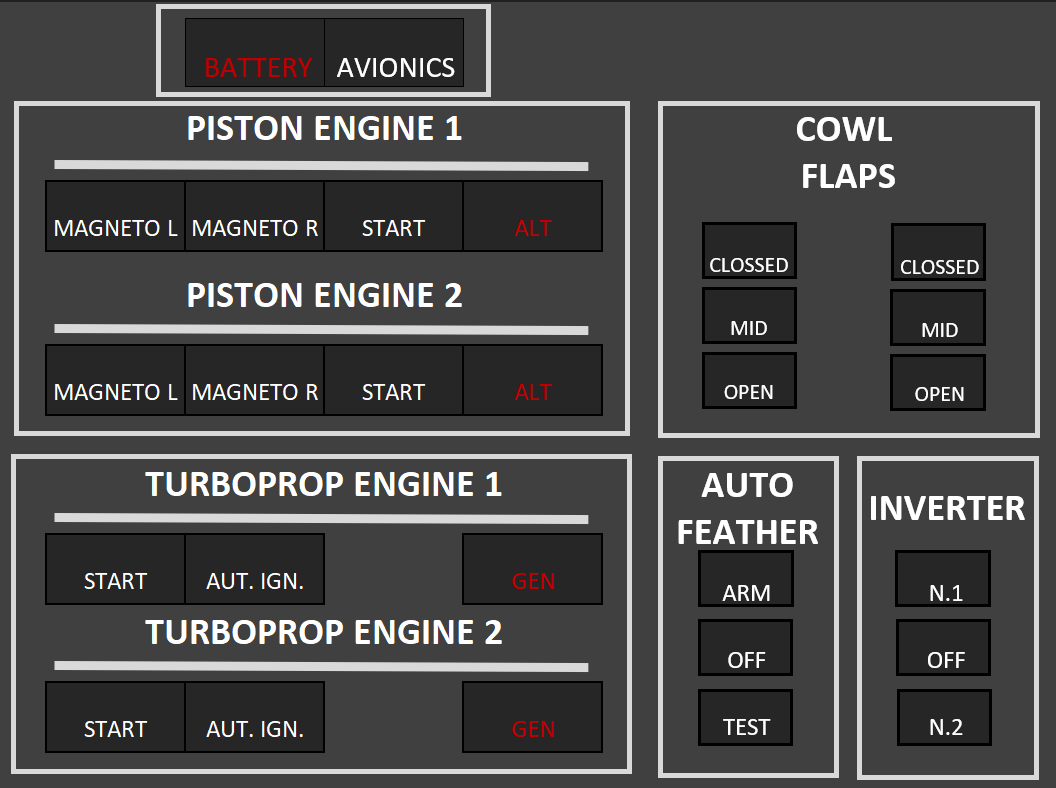 BATTERY AVIONICS
PISTON ENGINE 1
MAGNETO L MAGNETO R START ALT
PISTON ENGINE 2
MAGNETO L MAGNETO R START ALT
COWL
FLAPS
CLOSSED CLOSSED
MID MID
OPEN OPEN
TURBOPROP ENGINE 1
START AUT. IGN. GEN
TURBOPROP ENGINE 2
START AUT. IGN. GEN
AUTO
FEATHER
ARM
OFF
TEST
INVERTER
N.1
OFF
N.2